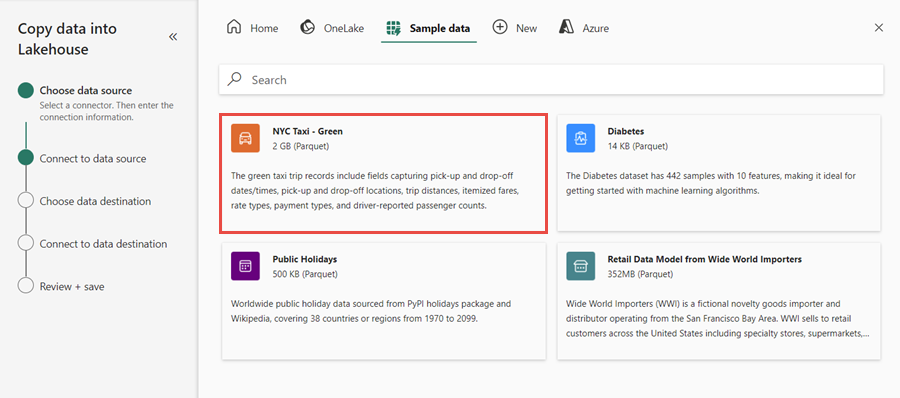 Copy data into
Lakehouse
Choose data source
Select a connector. Then enter the
connection information.
Connect to data source
Choose data destination
Connect to data destination
Review + save
Home
OneLake
Sample data
New
Azure
Search
NYC Taxi - Green
2 GB (Parquet)
The green taxi trip records include fields capturing pick-up and drop-off
dates/times, pick-up and drop-off locations, trip distances, itemized fares,
rate types, payment types, and driver-reported passenger counts.
Diabetes
14 KB (Parquet)
The Diabetes dataset has 442 samples with 10 features, making it ideal for
getting started with machine learning algorithms.
Public Holidays
500 KB (Parquet)
Worldwide public holiday data sourced from PyPI holidays package and
Wikipedia, covering 38 countries or regions from 1970 to 2099.
Retail Data Model from Wide World Importers
352MB (Parquet)
Wide World Importers (WWI) is a fictional novelty goods importer and
distributor operating from the San Francisco Bay Area. WWI sells to retail
customers across the United States including specialty stores, supermarkets,...